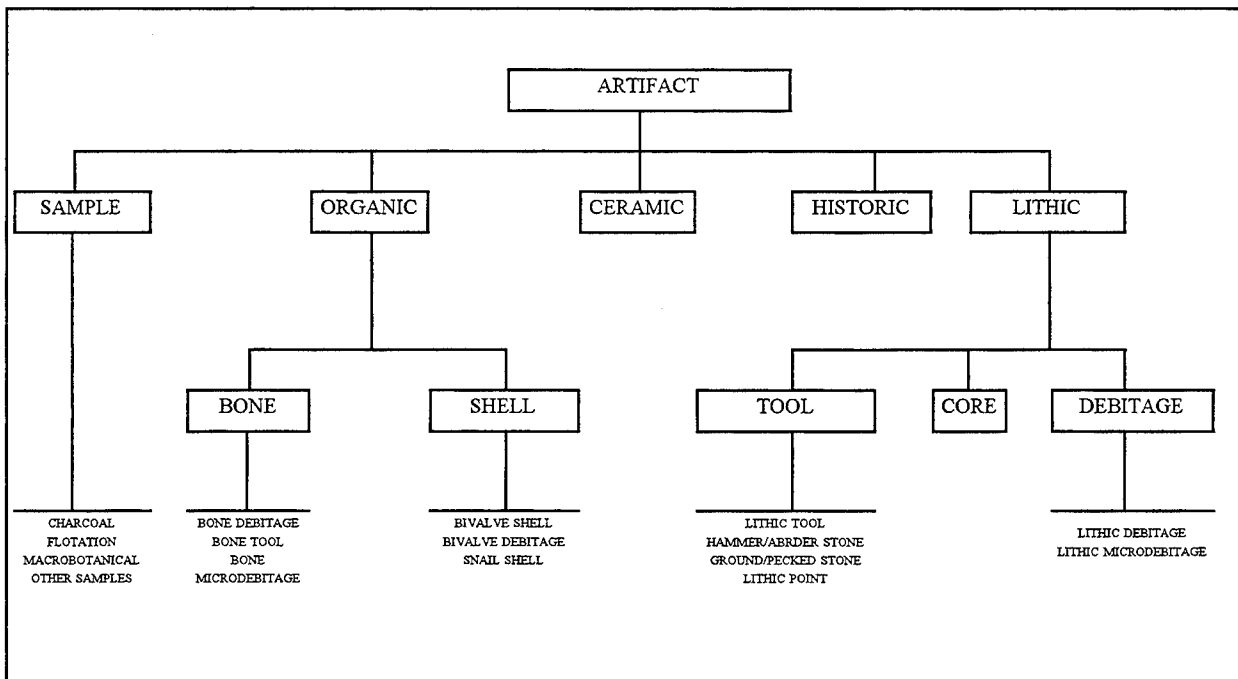 ARTIFACT
SAMPLE
ORGANIC
CERAMIC
HISTORIC
LITHIC
BONE
SHELL
TOOL
CORE
DEBITAGE
CHARCOAL
FLOTATION
MACROBOTANICAL
OTHER SAMPLES
BONE DEBITAGE
BONE TOOL
BONE
MICRODEBITAGE
BIVALVE SHELL
BIVALVE DEBITAGE
SNAIL SHELL
LITHIC TOOL
HAMMER/ABRDER STONE
GROUND/PECKED STONE
LITHIC POINT
LITHIC DEBITAGE
LITHIC MICRODEBITAGE